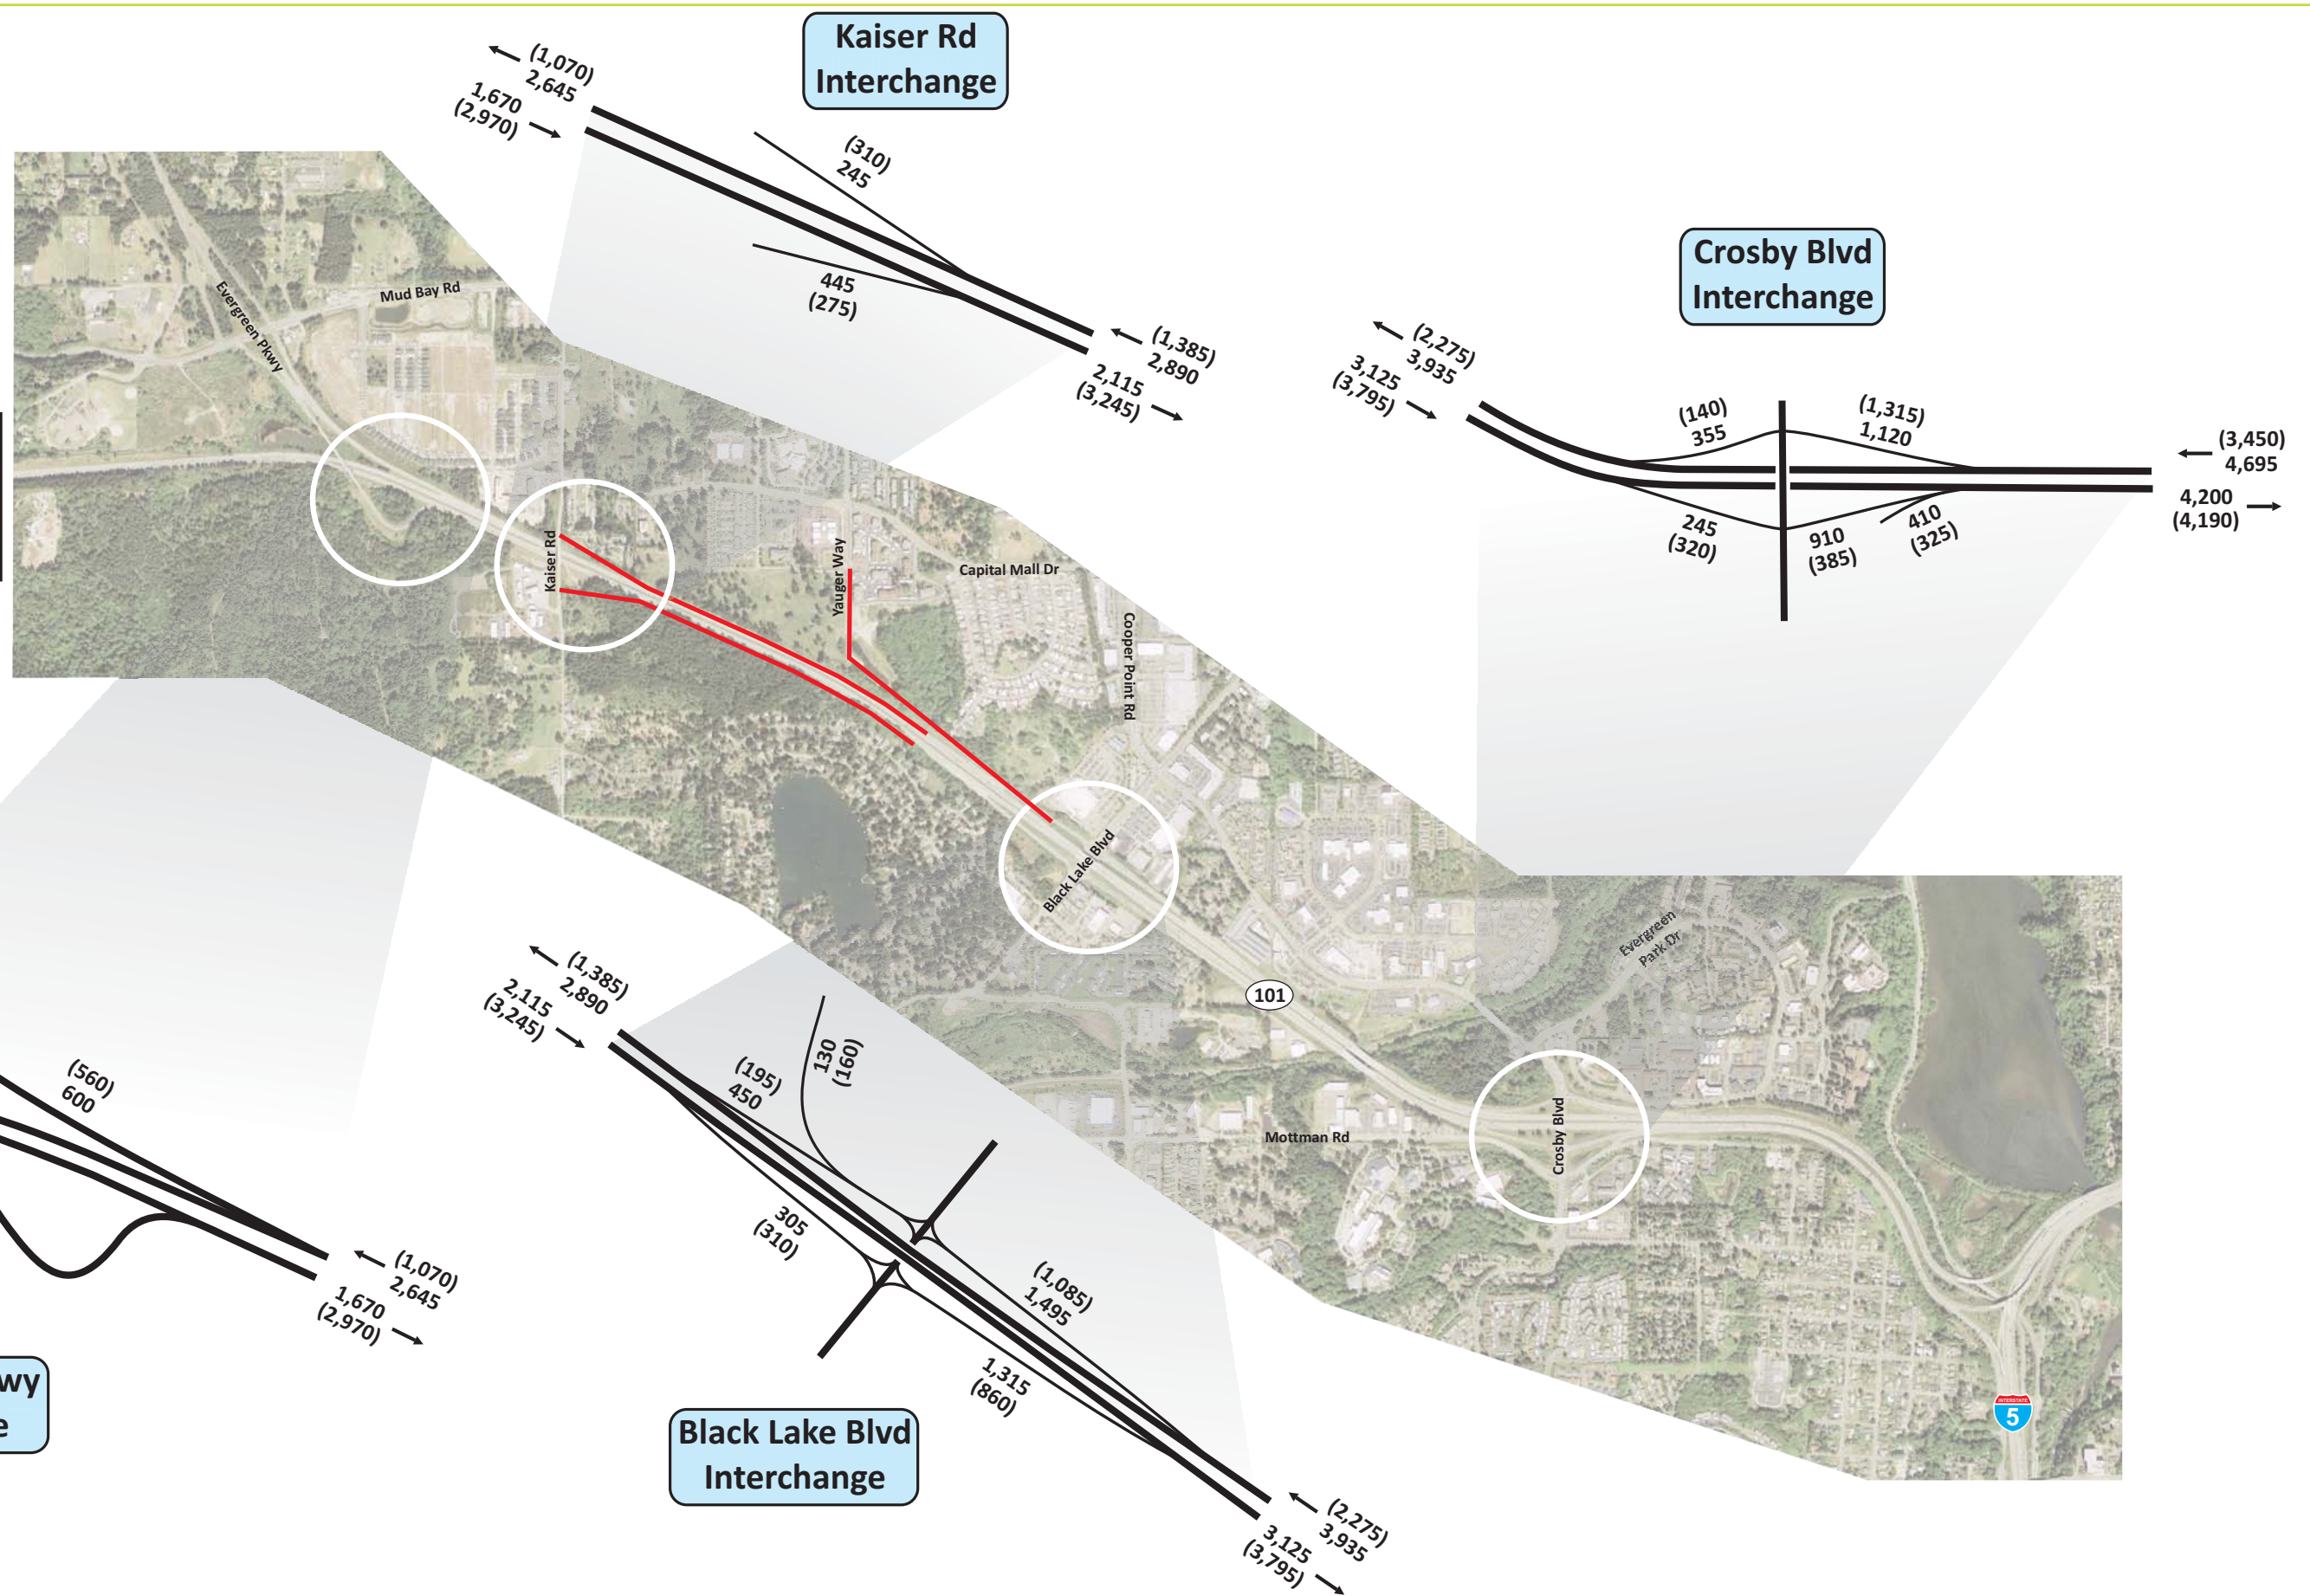 Kaiser Rd
Interchange
(1,070)
2,645
1,670
(2,970)
(310)
245
445
(275)
(1,385)
2,890
2,115
(3,245)
Crosby Blvd
Interchange
(2,275)
3,935
3,125
(3,795)
(140)
355
(1,315)
1,120
(3,450)
4,695
4,200
(4,190)
245
(320)
910
(385)
410
(325)
Evergreen Pkwy
Mud Bay Rd
Kaiser Rd
Yauger Way
Capital Mall Dr
Cooper Point Rd
Black Lake Blvd
101
Evergreen
Park Dr
Mottman Rd
Crosby Blvd
INTERSTATE
5
(560)
600
(1,070)
2,645
1,670
(2,970)
wy
e
(1,385)
2,890
2,115
(3,245)
(195)
450
130
(160)
305
(310)
(1,085)
1,495
1,315
(860)
(2,275)
3,935
3,125
(3,795)
Black Lake Blvd
Interchange